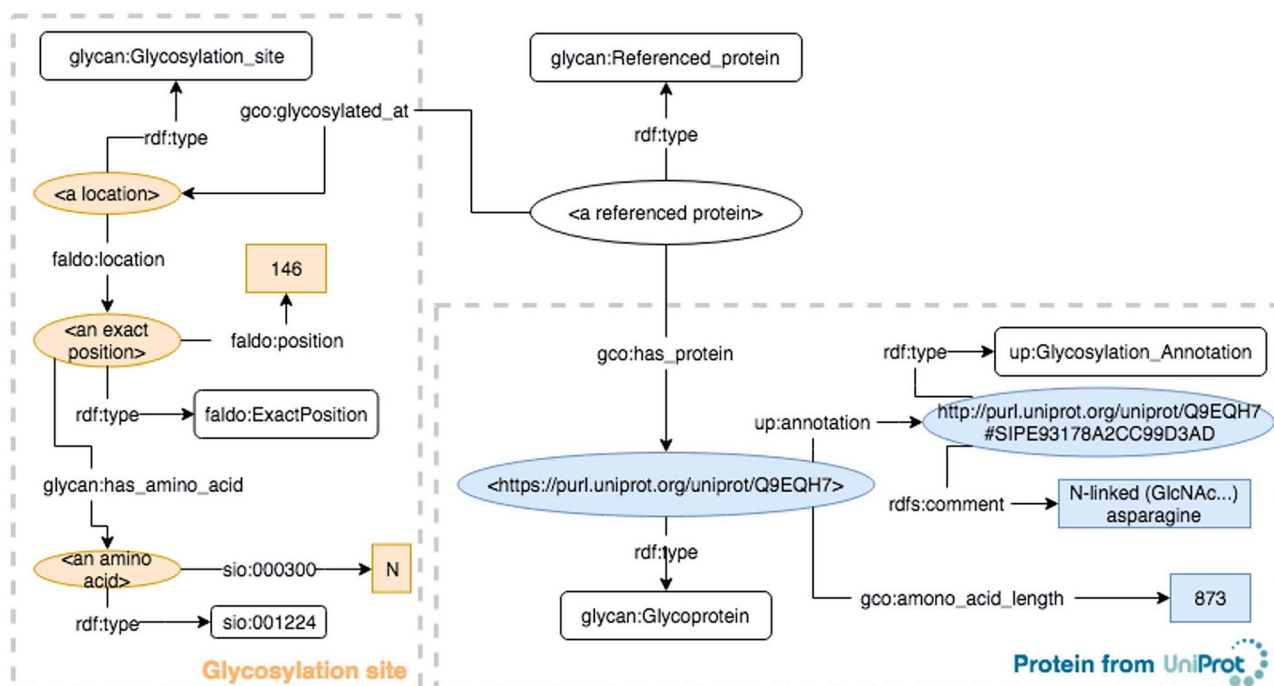 glycan:Glycosylation_site
glycan:Referenced_protein
gco:glycosylated_at
rdf:type
rdf:type
<a location>
<a referenced protein>
faldo:location
146
<an exact
position>
faldo:position
gco:has_protein
rdf:type
up:Glycosylation_Annotation
rdf:type
faldo:ExactPosition
up:annotation
http://purl.uniprot.org/uniprot/Q9EQH7
#SIPE93178A2CC99D3AD
glycan:has_amino_acid
<https://purl.uniprot.org/uniprot/Q9EQH7>
rdfs:comment
N-linked (GlcNAc...)
asparagine
<an amino
acid>
sio:000300
N
rdf:type
rdf:type
sio:001224
glycan:Glycoprotein
gco:amono_acid_length
873
Glycosylation site
Protein from UniProt